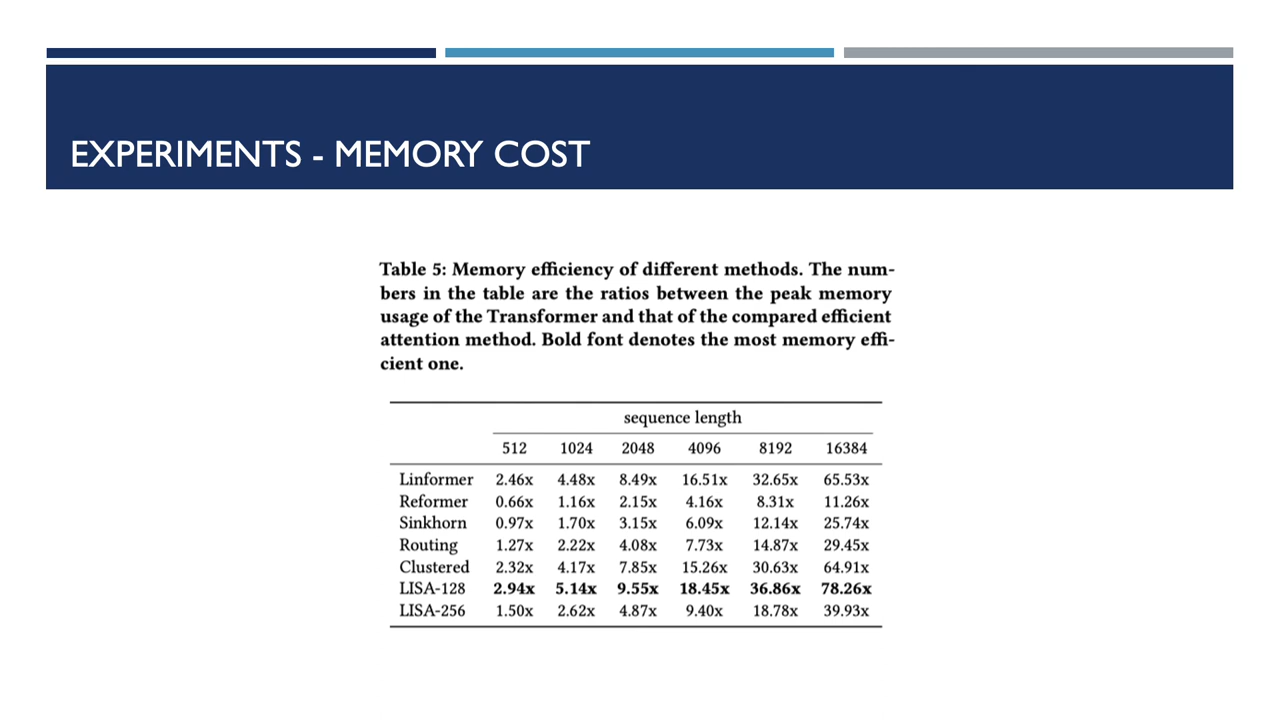 EXPERIMENTS - MEMORY COST
Table 5: Memory efficiency of different methods. The num-
bers in the table are the ratios between the peak memory
usage of the Transformer and that of the compared efficient
attention method. Bold font denotes the most memory effi-
cient one.
sequence length
512 1024 2048 4096 8192 16384
Linformer 2.46x 4.48x 8.49x 16.51x 32.65x 65.53x
Reformer 0.66x 1.16x 2.15x 4.16x 8.31x 11.26x
Sinkhorn 0.97x 1.70x 3.15x 6.09x 12.14x 25.74x
Routing 1.27x 2.22x 4.08x 7.73x 14.87x 29.45x
Clustered 2.32x 4.17x 7.85x 15.26x 30.63x 64.91x
LISA-128 2.94x 5.14x 9.55x 18.45x 36.86x 78.26x
LISA-256 1.50x 2.62x 4.87x 9.40x 18.78x 39.93x